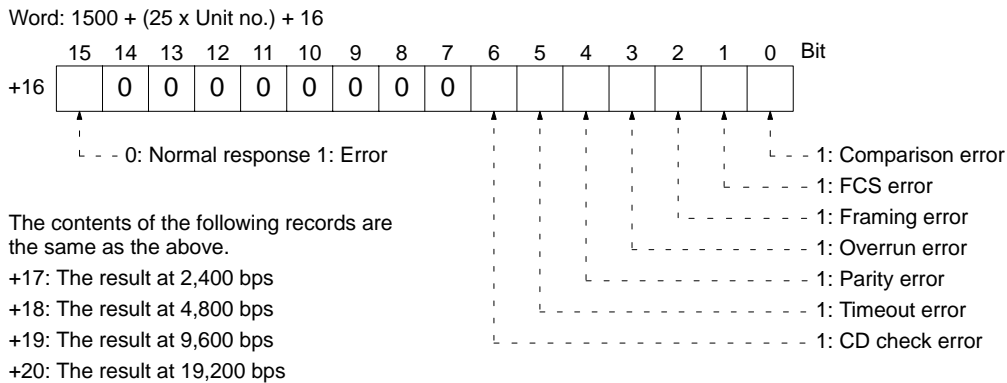 Word: 1500 + (25 x Unit no.) + 16
15 14 13 12 11 10 9 8 7 6 5 4 3 2 1 0 Bit
+16 0 0 0 0 0 0 0 0
0: Normal response 1: Error
1: Comparison error
1: FCS error
1: Framing error
1: Overrun error
1: Parity error
1: Timeout error
1: CD check error
The contents of the following records are
the same as the above.
+17: The result at 2,400 bps
+18: The result at 4,800 bps
+19: The result at 9,600 bps
+20: The result at 19,200 bps